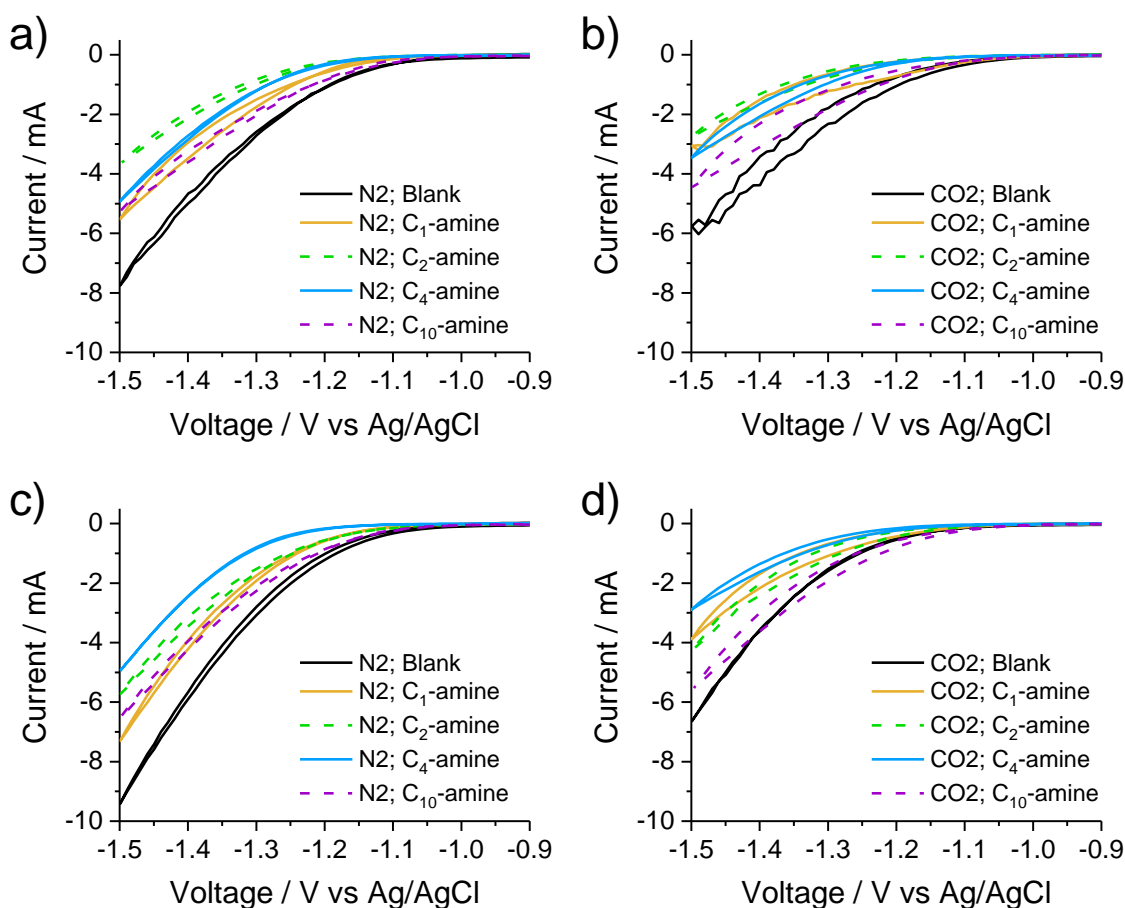 a)
0
-2
-4
-6
-8
-10
Current / mA
N2; Blank
N2; C₁-amine
N2; C₂-amine
N2; C₄-amine
N2; C₁₀-amine
-1.5 -1.4 -1.3 -1.2 -1.1 -1.0 -0.9
Voltage / V vs Ag/AgCl
b)
0
-2
-4
-6
-8
-10
Current / mA
CO2; Blank
CO2; C₁-amine
CO2; C₂-amine
CO2; C₄-amine
CO2; C₁₀-amine
-1.5 -1.4 -1.3 -1.2 -1.1 -1.0 -0.9
Voltage / V vs Ag/AgCl
c)
0
-2
-4
-6
-8
-10
Current / mA
N2; Blank
N2; C₁-amine
N2; C₂-amine
N2; C₄-amine
N2; C₁₀-amine
-1.5 -1.4 -1.3 -1.2 -1.1 -1.0 -0.9
Voltage / V vs Ag/AgCl
d)
0
-2
-4
-6
-8
-10
Current / mA
CO2; Blank
CO2; C₁-amine
CO2; C₂-amine
CO2; C₄-amine
CO2; C₁₀-amine
-1.5 -1.4 -1.3 -1.2 -1.1 -1.0 -0.9
Voltage / V vs Ag/AgCl